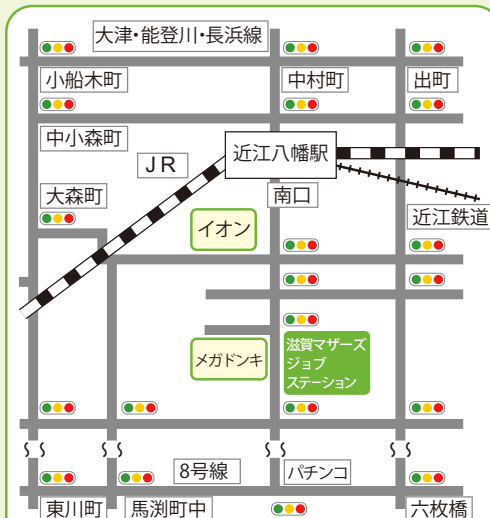 大津・能登川・長浜線
小船木町
中村町
出町
中小森町
近江八幡駅
JR
大森町
南口
近江鉄道
イオン
メガドンキ
滋賀マザーズ
ジョブ
ステーション
8号線
パチンコ
東川町
馬渕町中
六枚橋